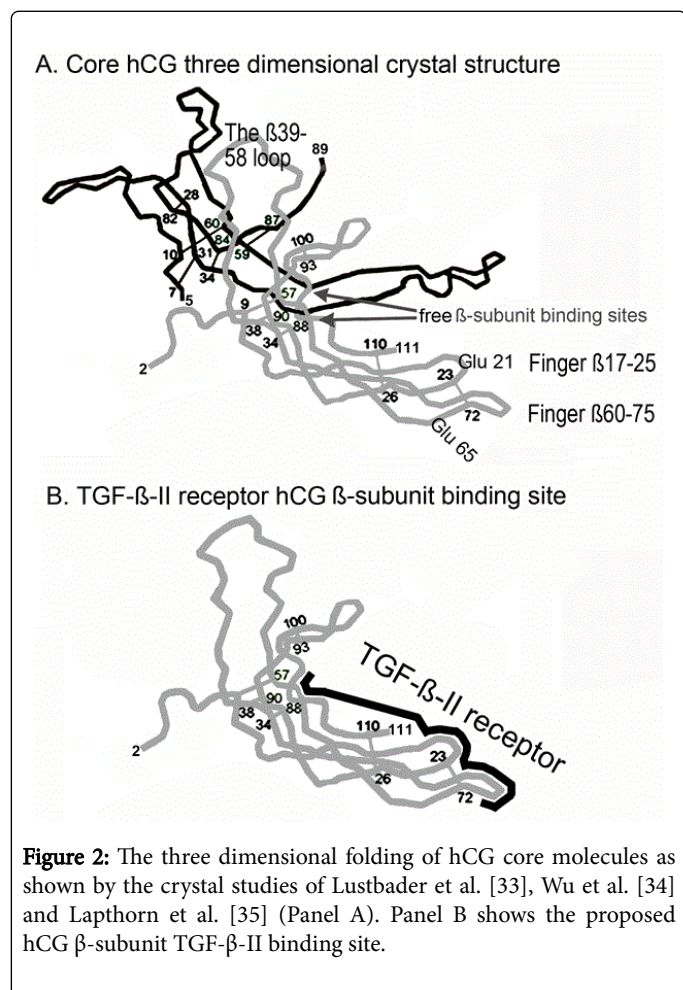 A. Core hCG three dimensional crystal structure
The ß39-
58 loop
89
28
82
60
87
84
59
100
10
31
93
34
7
5
57
9
90
88
free ß-subunit binding sites
38
34
110
111
2
Glu 21
Finger ß17-25
23
26
72
Finger ß60-75
Glu 65
B. TGF-ß-II receptor hCG ß-subunit binding site
100
93
57
90
88
38
34
110
111
2
23
26
72
TGF-ß-II receptor
Figure 2: The three dimensional folding of hCG core molecules as
shown by the crystal studies of Lustbader et al. [33], Wu et al. [34]
and Lapthorn et al. [35] (Panel A). Panel B shows the proposed
hCG β-subunit TGF-β-II binding site.